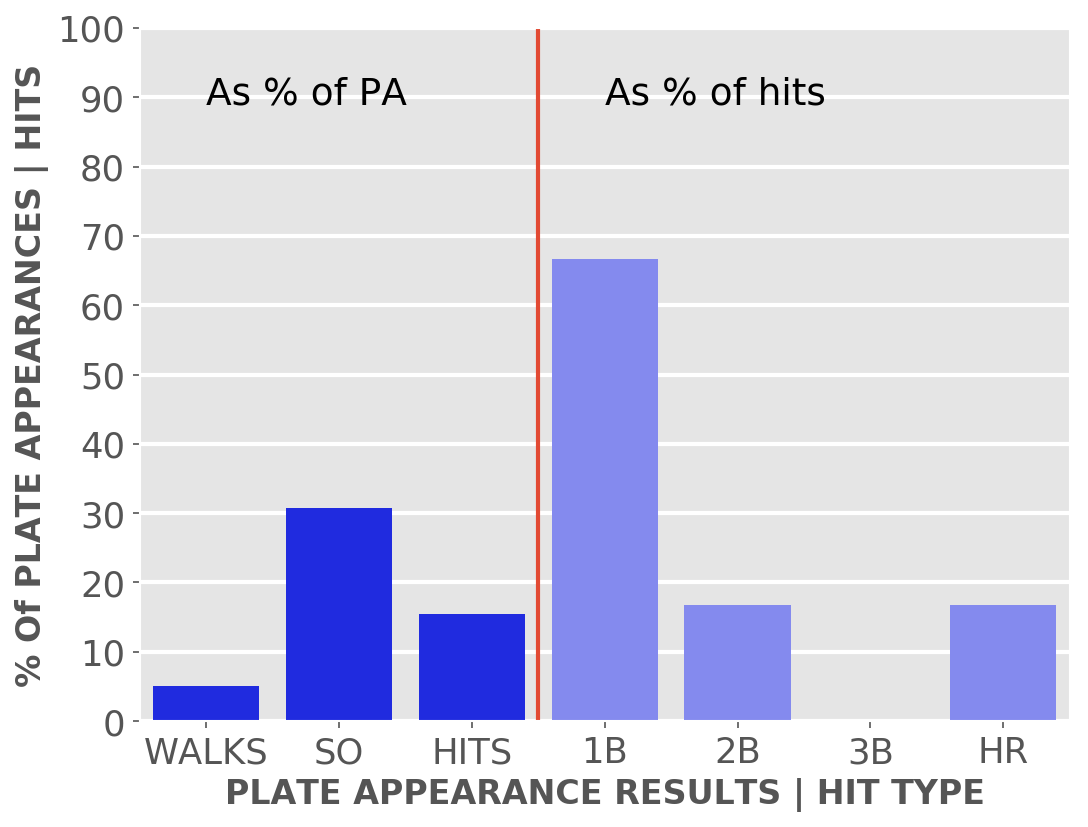 % Of PLATE APPEARANCES | HITS
100
90
80
70
60
50
40
30
20
10
0
As % of PA
As % of hits
WALKS SO HITS 1B 2B 3B HR
PLATE APPEARANCE RESULTS | HIT TYPE